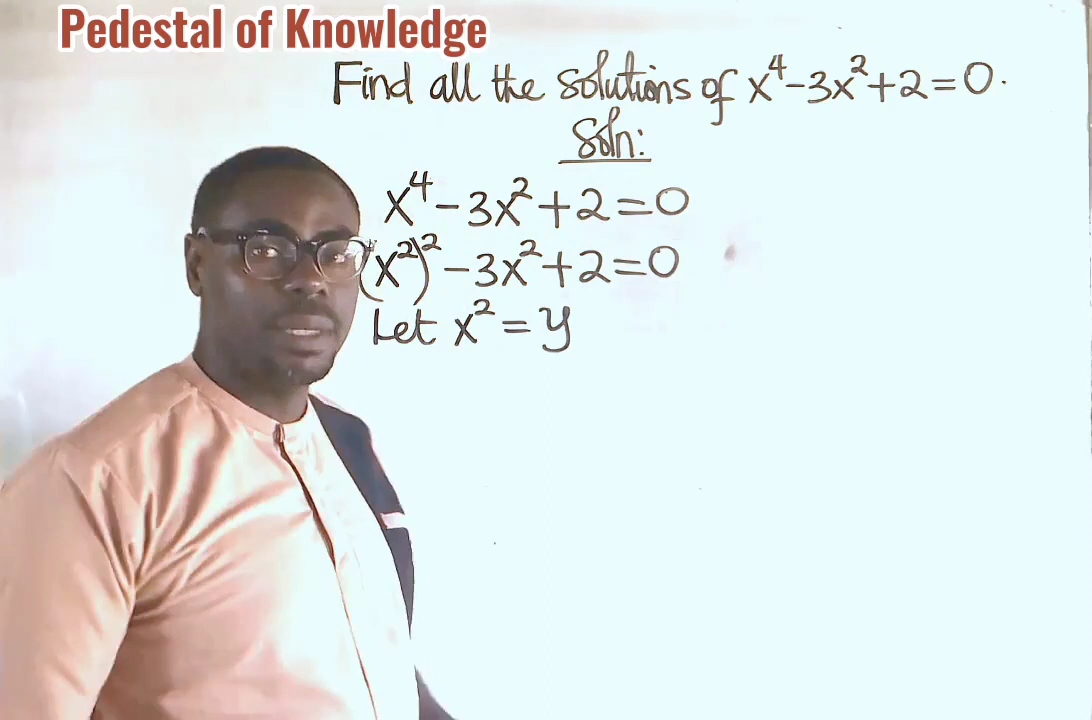 Pedestal of Knowledge
Find all the solutions of x⁴-3x²+2=0.
Soln:
x⁴-3x²+2=0
(x²)²-3x²+2=0
Let x²=y